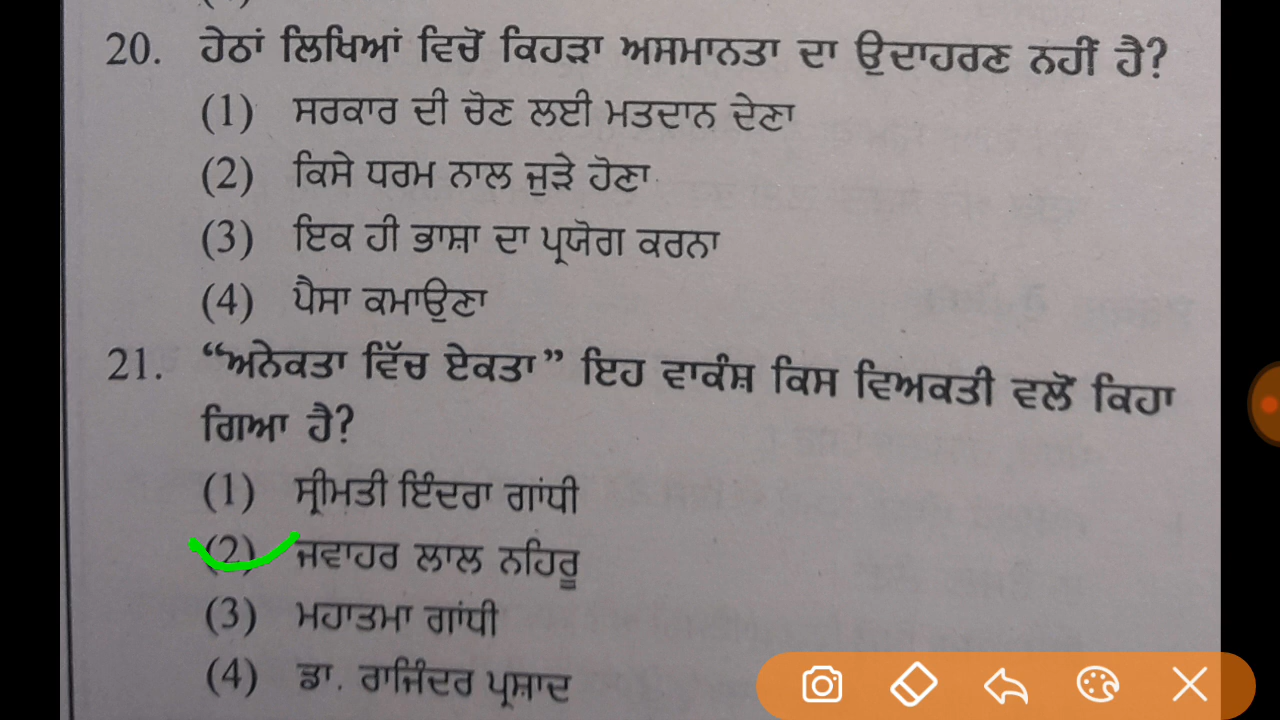 20. ਹੇਠਾਂ ਲਿਖਿਆਂ ਵਿਚੋਂ ਕਿਹੜਾ ਅਸਮਾਨਤਾ ਦਾ ਉਦਾਹਰਣ ਨਹੀਂ ਹੈ?
(1) ਸਰਕਾਰ ਦੀ ਚੋਣ ਲਈ ਮਤਦਾਨ ਦੇਣਾ
(2) ਕਿਸੇ ਧਰਮ ਨਾਲ ਜੁੜੇ ਹੋਣਾ
(3) ਇਕ ਹੀ ਭਾਸ਼ਾ ਦਾ ਪ੍ਰਯੋਗ ਕਰਨਾ
(4) ਪੈਸਾ ਕਮਾਉਣਾ
21. “ਅਨੇਕਤਾ ਵਿੱਚ ਏਕਤਾ” ਇਹ ਵਾਕੰਸ਼ ਕਿਸ ਵਿਅਕਤੀ ਵਲੋਂ ਕਿਹਾ
ਗਿਆ ਹੈ?
(1) ਸ੍ਰੀਮਤੀ ਇੰਦਰਾ ਗਾਂਧੀ
(2) ਜਵਾਹਰ ਲਾਲ ਨਹਿਰੂ
(3) ਮਹਾਤਮਾ ਗਾਂਧੀ
(4) ਡਾ. ਰਾਜਿੰਦਰ ਪ੍ਰਸ਼ਾਦ